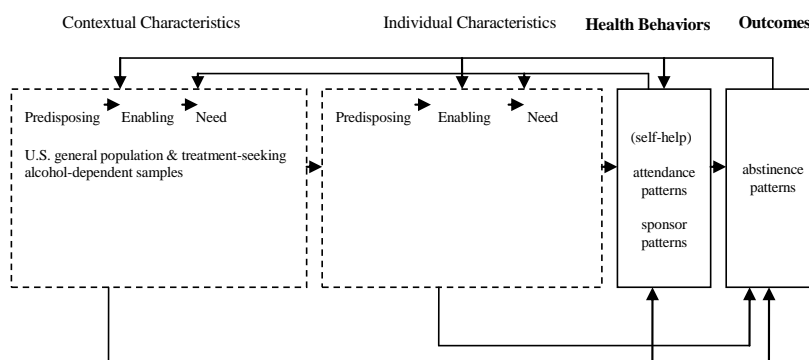 Contextual Characteristics
Individual Characteristics
Health Behaviors
Outcomes
Predisposing
Enabling
Need
U.S. general population & treatment-seeking
alcohol-dependent samples
Predisposing
Enabling
Need
(self-help)
attendance
patterns
sponsor
patterns
abstinence
patterns